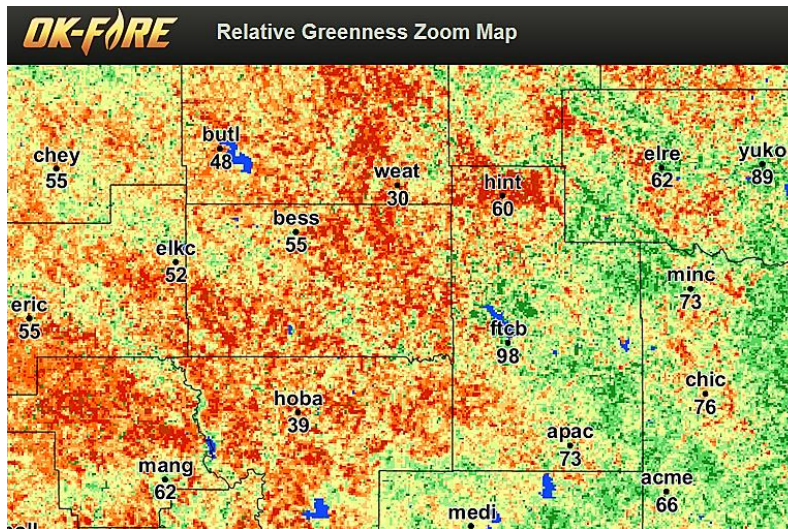 OK-FIRE
Relative Greenness Zoom Map
butl
48
chey
55
weat
30
hint
60
elre
62
yuko
89
bess
55
elkc
52
minc
73
eric
55
ftcb
98
hoba
39
chic
76
apac
73
mang
62
acme
66
medi